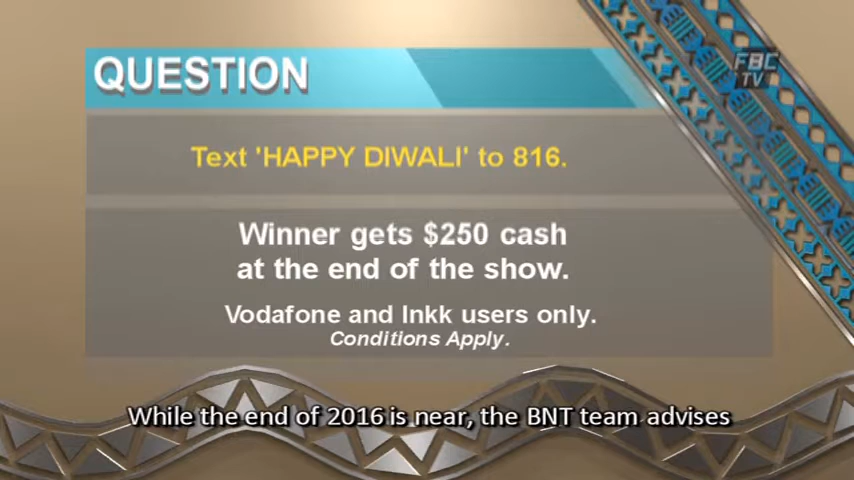 QUESTION
FBC
TV
Text 'HAPPY DIWALI' to 816.
Winner gets $250 cash
at the end of the show.
Vodafone and Inkk users only.
Conditions Apply.
While the end of 2016 is near, the BNT team advises